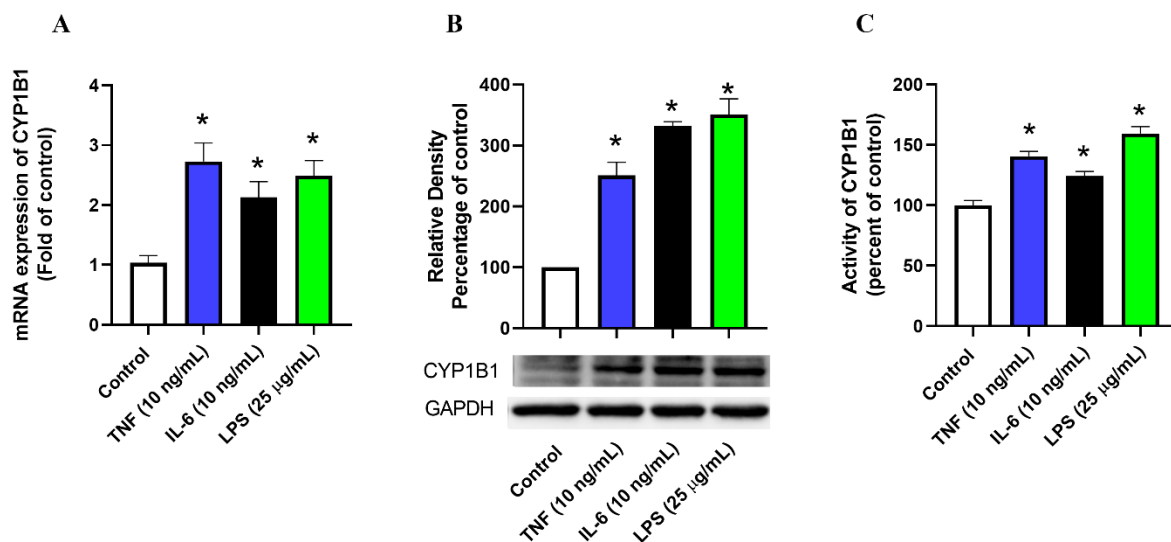 A
mRNA expression of CYP1B1
(Fold of control)
4
3
2
1
0
*
*
*
Control
TNF (10 ng/mL)
IL-6 (10 ng/mL)
LPS (25 μg/mL)
B
Relative Density
Percentage of control
400
300
200
100
0
*
*
*
CYP1B1
GAPDH
Control
TNF (10 ng/mL)
IL-6 (10 ng/mL)
LPS (25 μg/mL)
C
Activity of CYP1B1
(percent of control)
200
150
100
50
0
*
*
*
Control
TNF (10 ng/mL)
IL-6 (10 ng/mL)
LPS (25 μg/mL)